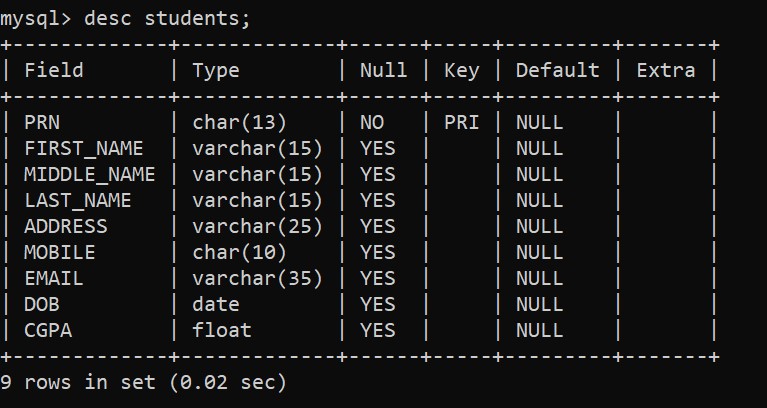 mysql> desc students;
+-------------+-------------+------+-----+---------+-------+
| Field       | Type        | Null | Key | Default | Extra |
+-------------+-------------+------+-----+---------+-------+
| PRN         | char(13)    | NO   | PRI | NULL    |       |
| FIRST_NAME  | varchar(15) | YES  |     | NULL    |       |
| MIDDLE_NAME | varchar(15) | YES  |     | NULL    |       |
| LAST_NAME   | varchar(15) | YES  |     | NULL    |       |
| ADDRESS     | varchar(25) | YES  |     | NULL    |       |
| MOBILE      | char(10)    | YES  |     | NULL    |       |
| EMAIL       | varchar(35) | YES  |     | NULL    |       |
| DOB         | date        | YES  |     | NULL    |       |
| CGPA        | float       | YES  |     | NULL    |       |
+-------------+-------------+------+-----+---------+-------+
9 rows in set (0.02 sec)